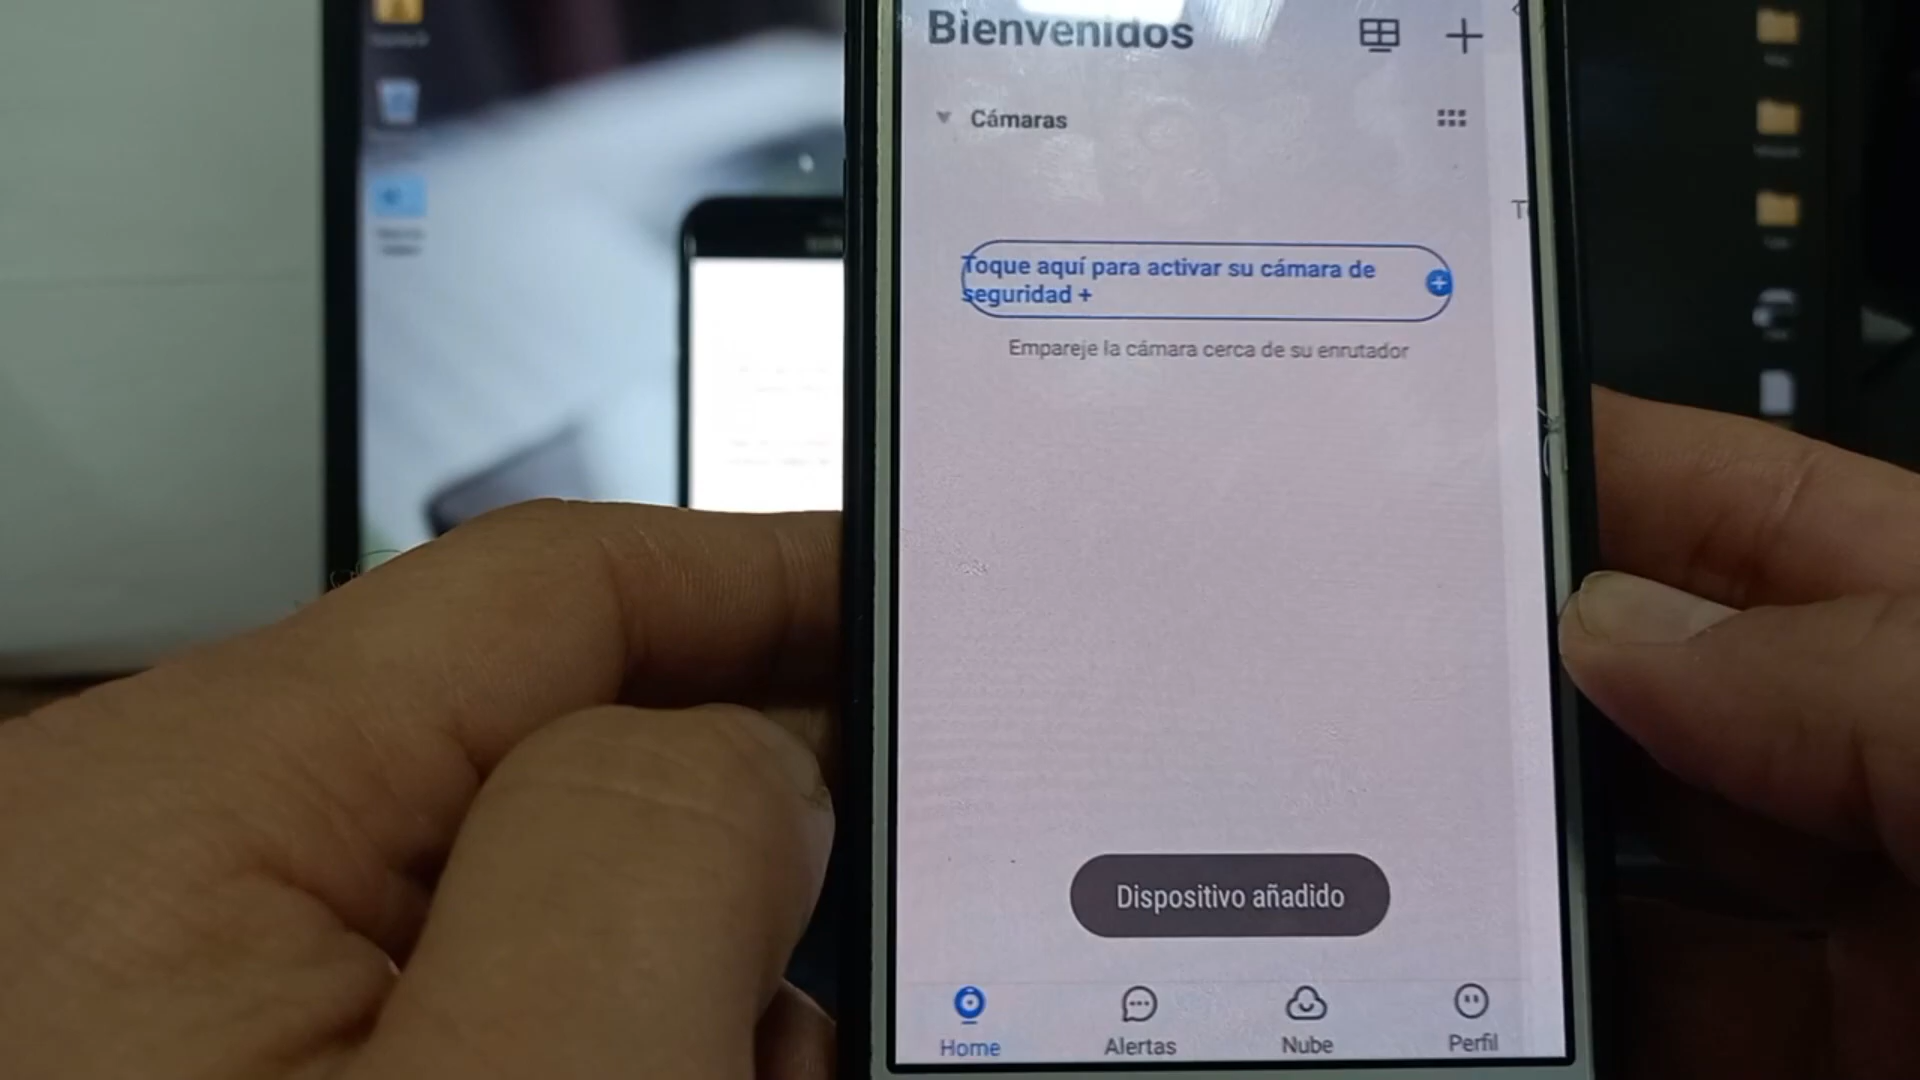 Bienvenidos
Cámaras
Toque aquí para activar su cámara de
seguridad +
Empareje la cámara cerca de su enrutador
Dispositivo añadido
Home
Alertas
Nube
Perfil